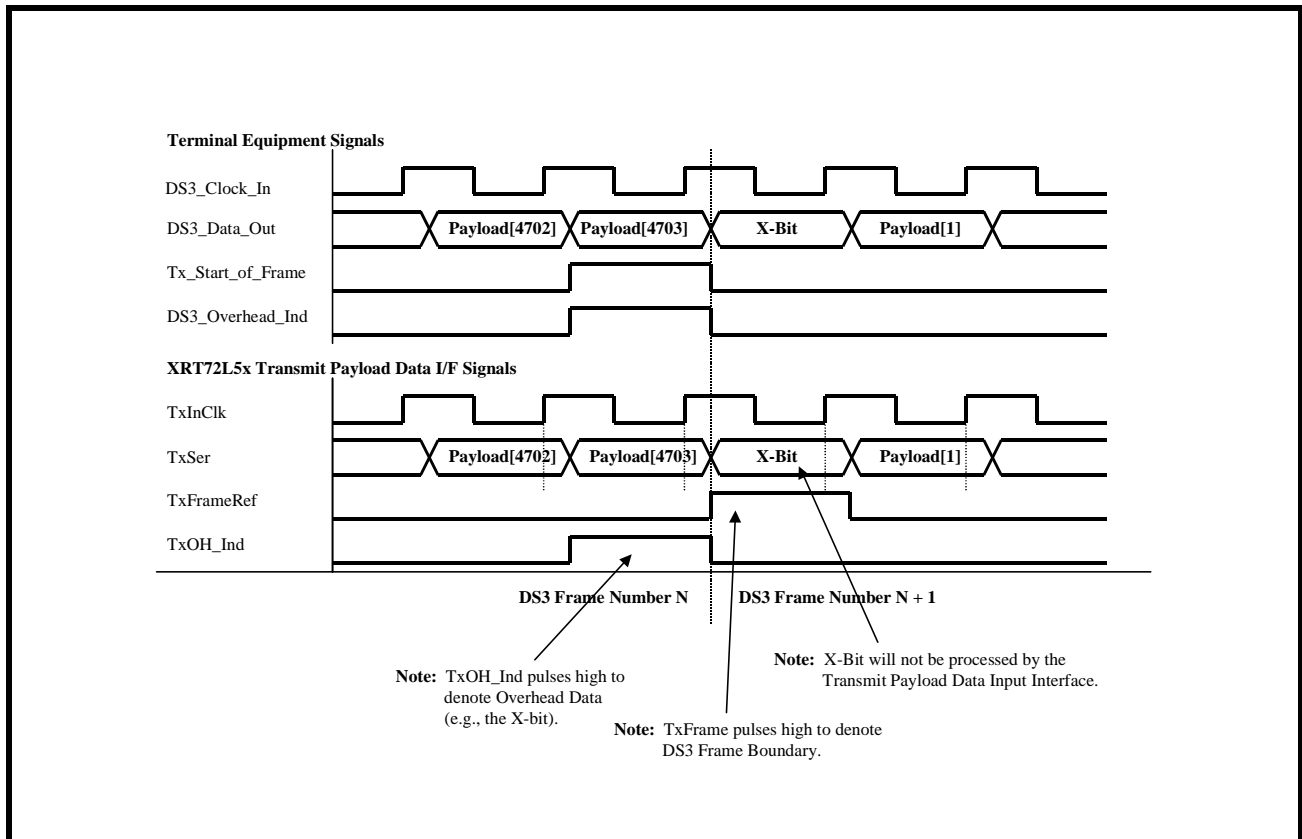 Terminal Equipment Signals
DS3_Clock_In
DS3_Data_Out
Payload[4702] Payload[4703] X-Bit Payload[1]
Tx_Start_of_Frame
DS3_Overhead_Ind
XRT72L5x Transmit Payload Data I/F Signals
TxInClk
TxSer
Payload[4702] Payload[4703] X-Bit Payload[1]
TxFrameRef
TxOH_Ind
DS3 Frame Number N DS3 Frame Number N + 1
Note: TxOH_Ind pulses high to
denote Overhead Data
(e.g., the X-bit).
Note: X-Bit will not be processed by the
Transmit Payload Data Input Interface.
Note: TxFrame pulses high to denote
DS3 Frame Boundary.